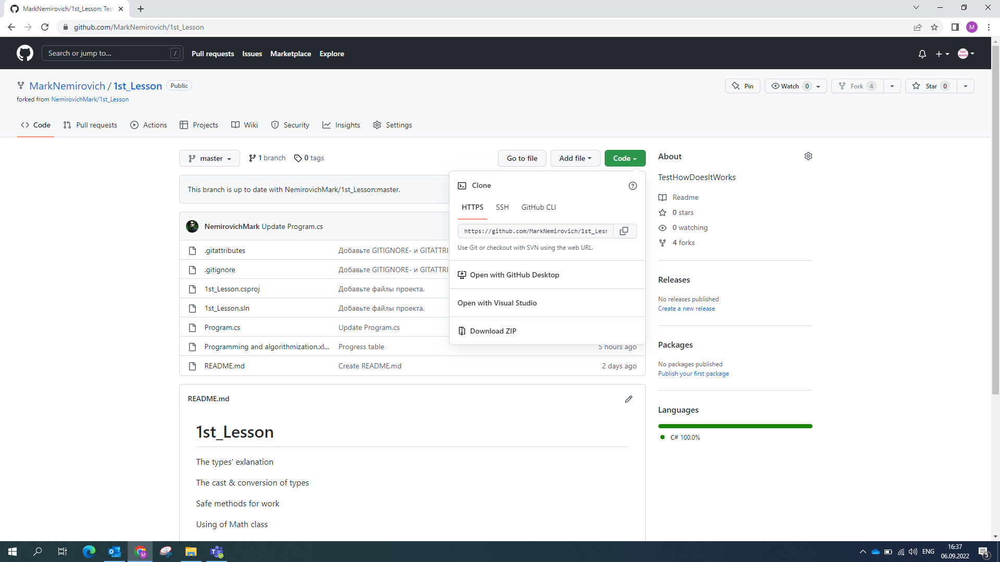 MarkNemirovich/1st_Lesson: Tes
github.com/MarkNemirovich/1st_Lesson
M
Search or jump to...
/
Pull requests
Issues
Marketplace
Explore
MarkNemirovich / 1st_Lesson
Public
Pin
Watch 0
Fork 4
Star 0
forked from NemirovichMark/1st_Lesson
Code
Pull requests
Actions
Projects
Wiki
Security
Insights
Settings
master
1 branch
0 tags
Go to file
Add file
Code
This branch is up to date with NemirovichMark/1st_Lesson:master.
NemirovichMark Update Program.cs
.gitattributes
Добавьте GITIGNORE- и GITATTRI
.gitignore
Добавьте GITIGNORE- и GITATTRI
1st_Lesson.csproj
Добавьте файлы проекта.
1st_Lesson.sln
Добавьте файлы проекта.
Program.cs
Update Program.cs
Programming and algorithmization.xl...
Progress table
5 hours ago
README.md
Create README.md
2 days ago
Clone
HTTPS
SSH
GitHub CLI
https://github.com/MarkNemirovich/1st_Less
Use Git or checkout with SVN using the web URL.
Open with GitHub Desktop
Open with Visual Studio
Download ZIP
README.md
1st_Lesson
The types' exlanation
The cast & conversion of types
Safe methods for work
Using of Math class
About
TestHowDoesItWorks
Readme
0 stars
0 watching
4 forks
Releases
No releases published
Create a new release
Packages
No packages published
Publish your first package
Languages
C# 100.0%
M
ENG
16:37
06.09.2022
5